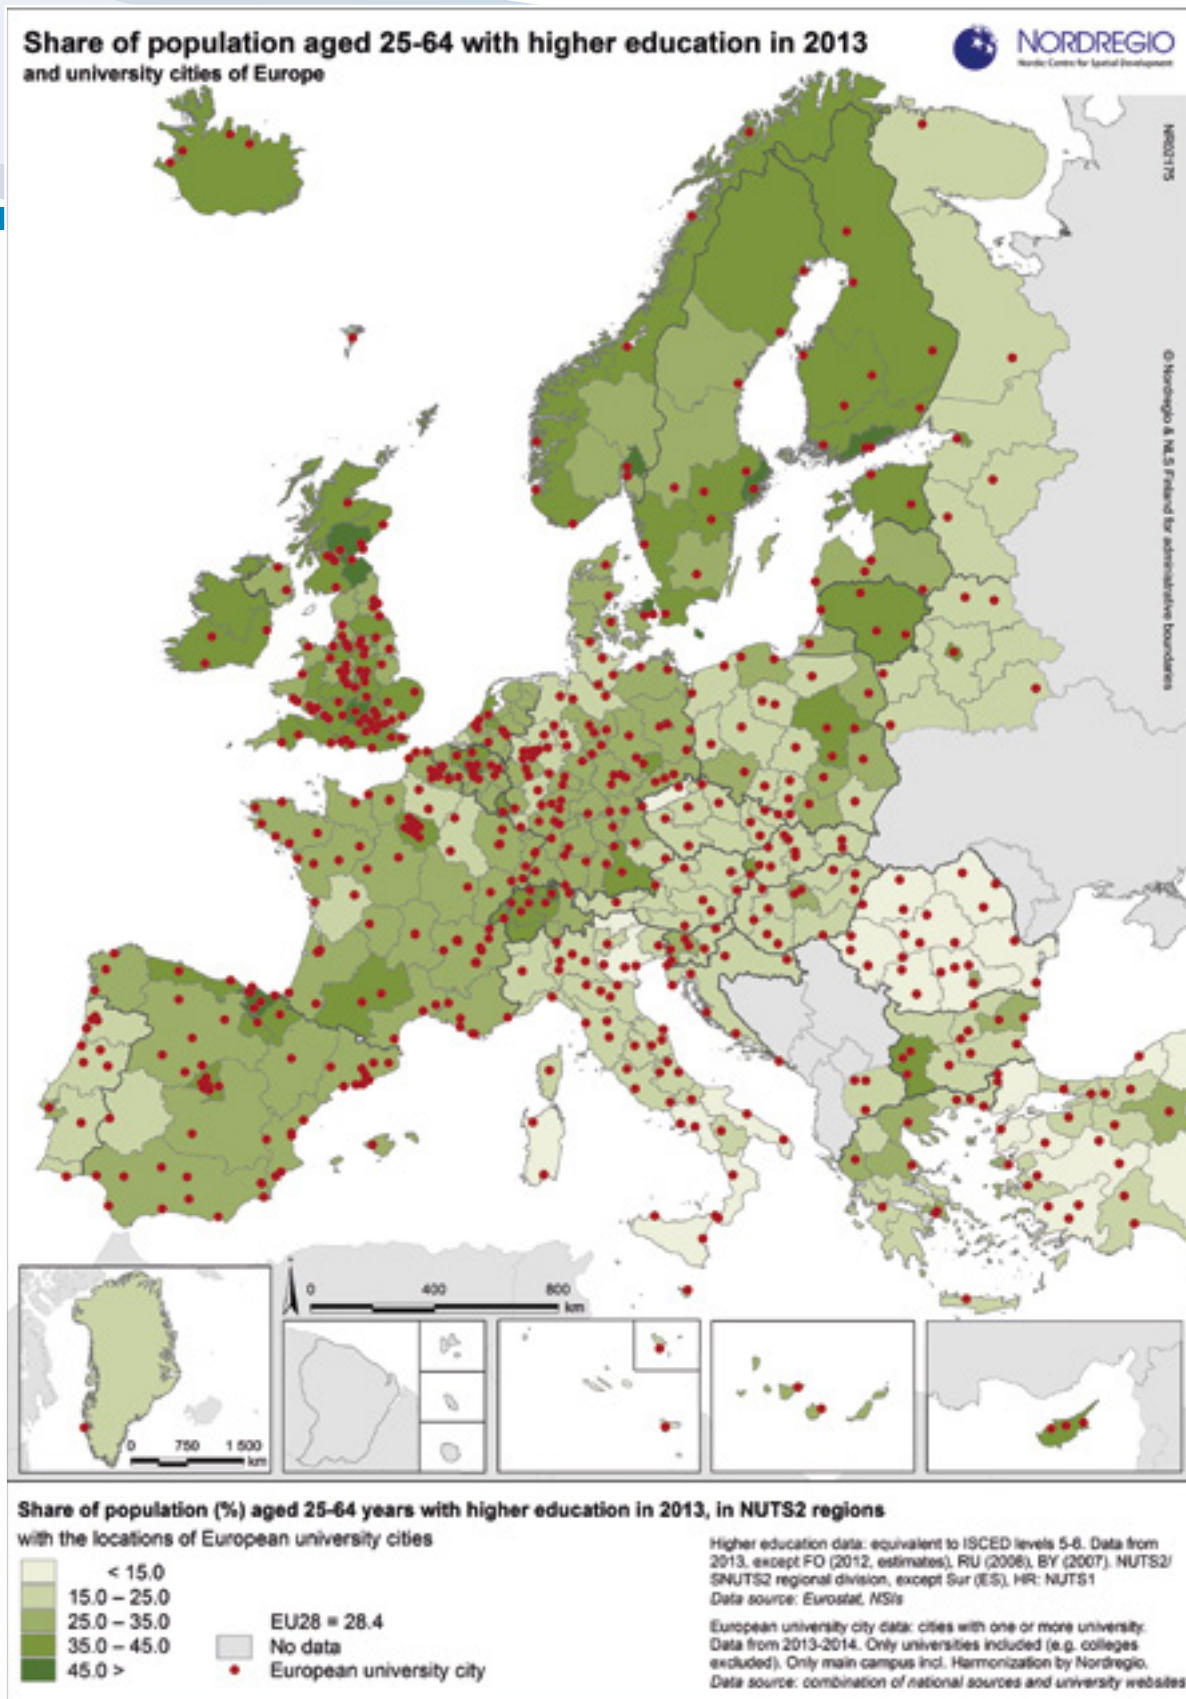 Share of population aged 25-64 with higher education in 2013
and university cities of Europe
NORDREGIO
Nordic Centre for Spatial Development
NR02175
© Nordregio & NLS Finland for administrative boundaries
0 400 800
km
0 750 1 500
km
Share of population (%) aged 25-64 years with higher education in 2013, in NUTS2 regions
with the locations of European university cities
< 15.0
15.0 – 25.0
25.0 – 35.0
35.0 – 45.0
45.0 >
EU28 = 28.4
No data
European university city
Higher education data: equivalent to ISCED levels 5-6. Data from
2013, except FO (2012, estimates), RU (2008), BY (2007). NUTS2/
SNUTS2 regional division, except Sur (ES), HR: NUTS1
Data source: Eurostat, NSIs
European university city data: cities with one or more university.
Data from 2013-2014. Only universities included (e.g. colleges
excluded). Only main campus incl. Harmonization by Nordregio.
Data source: combination of national sources and university websites